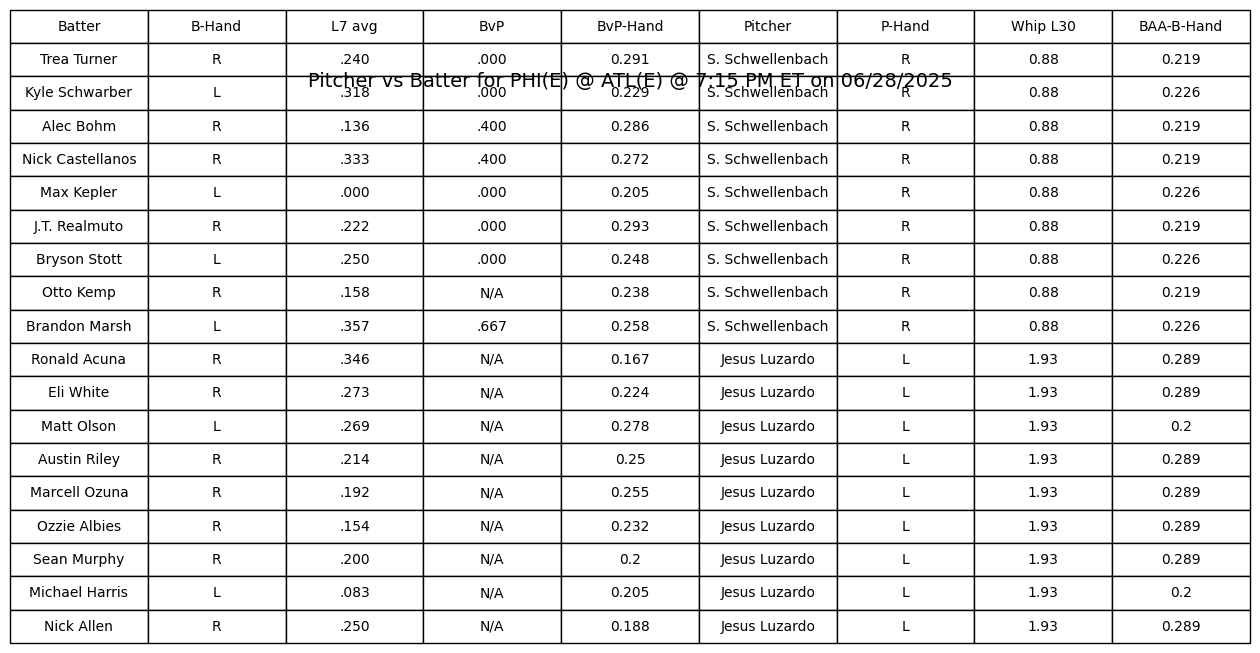 Batter B-Hand L7 avg BvP BvP-Hand Pitcher P-Hand Whip L30 BAA-B-Hand
Trea Turner R .240 .000 0.291 S. Schwellenbach R 0.88 0.219
Pitcher vs Batter for PHI(E) @ ATL(E) @ 7:15 PM ET on 06/28/2025
Kyle Schwarber L .318 .000 0.229 S. Schwellenbach R 0.88 0.226
Alec Bohm R .136 .400 0.286 S. Schwellenbach R 0.88 0.219
Nick Castellanos R .333 .400 0.272 S. Schwellenbach R 0.88 0.219
Max Kepler L .000 .000 0.205 S. Schwellenbach R 0.88 0.226
J.T. Realmuto R .222 .000 0.293 S. Schwellenbach R 0.88 0.219
Bryson Stott L .250 .000 0.248 S. Schwellenbach R 0.88 0.226
Otto Kemp R .158 N/A 0.238 S. Schwellenbach R 0.88 0.219
Brandon Marsh L .357 .667 0.258 S. Schwellenbach R 0.88 0.226
Ronald Acuna R .346 N/A 0.167 Jesus Luzardo L 1.93 0.289
Eli White R .273 N/A 0.224 Jesus Luzardo L 1.93 0.289
Matt Olson L .269 N/A 0.278 Jesus Luzardo L 1.93 0.2
Austin Riley R .214 N/A 0.25 Jesus Luzardo L 1.93 0.289
Marcell Ozuna R .192 N/A 0.255 Jesus Luzardo L 1.93 0.289
Ozzie Albies R .154 N/A 0.232 Jesus Luzardo L 1.93 0.289
Sean Murphy R .200 N/A 0.2 Jesus Luzardo L 1.93 0.289
Michael Harris L .083 N/A 0.205 Jesus Luzardo L 1.93 0.2
Nick Allen R .250 N/A 0.188 Jesus Luzardo L 1.93 0.289